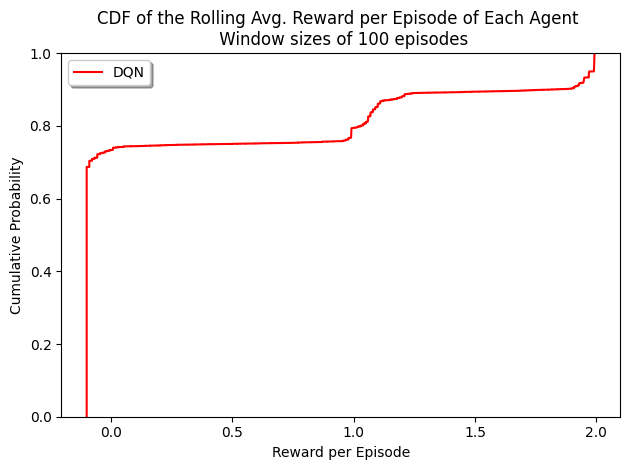 CDF of the Rolling Avg. Reward per Episode of Each Agent
Window sizes of 100 episodes
DQN
1.0
0.8
0.6
0.4
0.2
0.0
Cumulative Probability
0.0 0.5 1.0 1.5 2.0
Reward per Episode